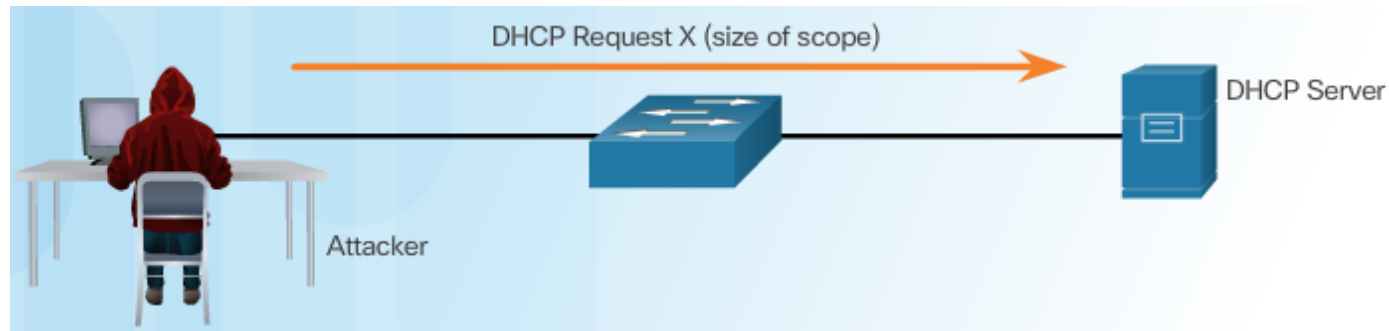 DHCP Request X (size of scope)
DHCP Server
Attacker